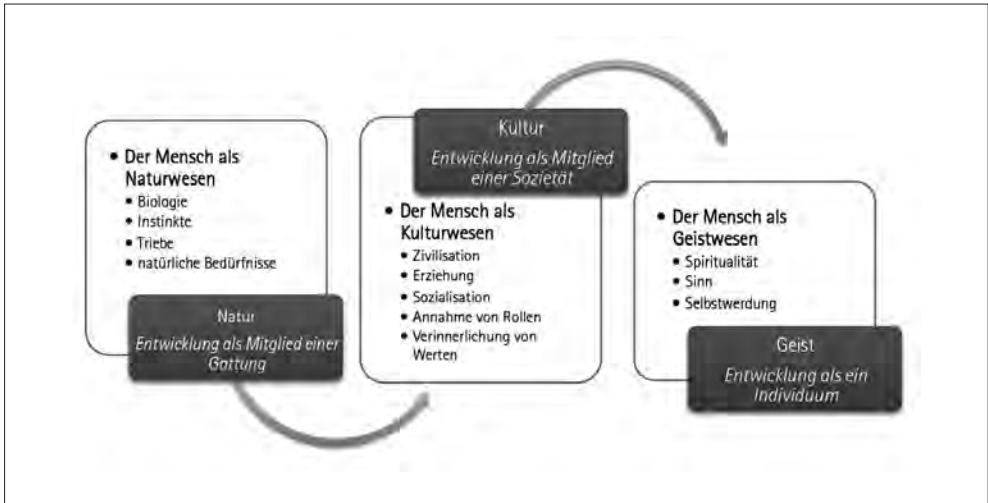 • Der Mensch als
Naturwesen
• Biologie
• Instinkte
• Triebe
• natürliche Bedürfnisse
Natur
Entwicklung als Mitglied einer
Gattung
Kultur
Entwicklung als Mitglied
einer Sozietät
• Der Mensch als
Kulturwesen
• Zivilisation
• Erziehung
• Sozialisation
• Annahme von Rollen
• Verinnerlichung von
Werten
• Der Mensch als
Geistwesen
• Spiritualität
• Sinn
• Selbstwerdung
Geist
Entwicklung als ein
Individuum